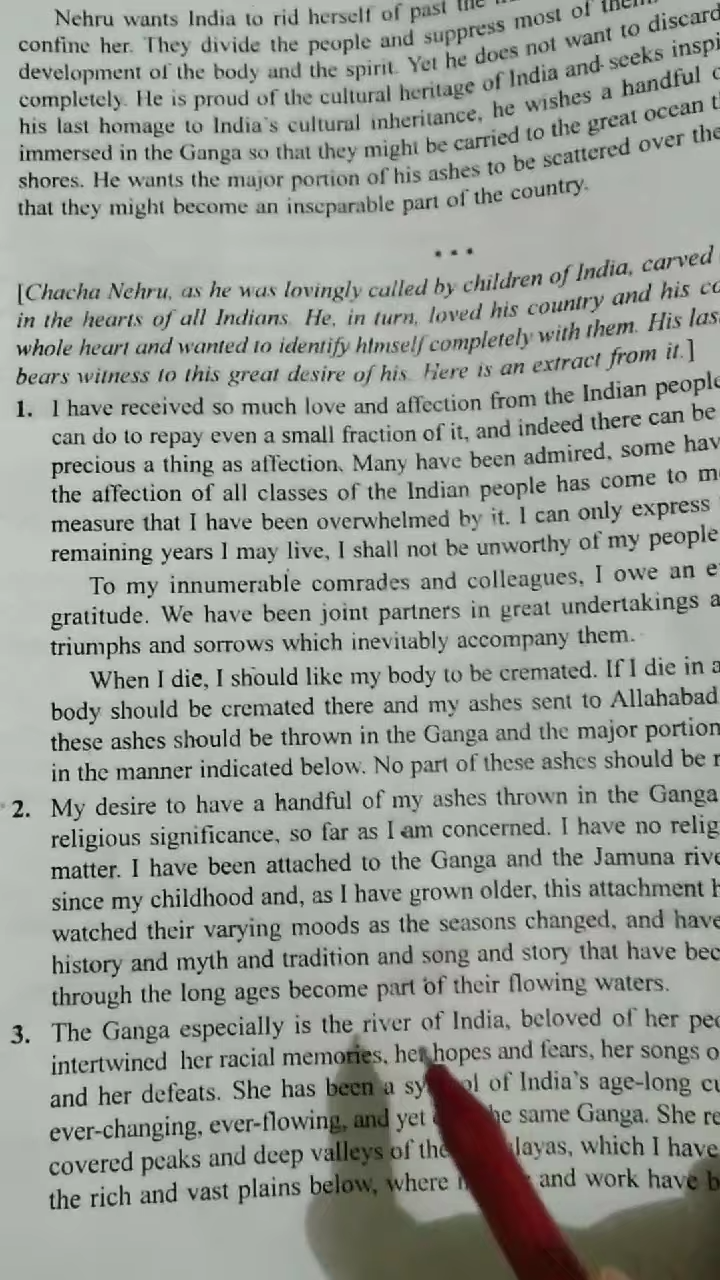 Nehru wants India to rid herself of past the
confine her. They divide the people and suppress most of them.
development of the body and the spirit. Yet he does not want to discard
completely. He is proud of the cultural heritage of India and seeks inspi
his last homage to India's cultural inheritance, he wishes a handful o
immersed in the Ganga so that they might be carried to the great ocean t
shores. He wants the major portion of his ashes to be scattered over the
that they might become an inseparable part of the country.
• • •
[Chacha Nehru, as he was lovingly called by children of India, carved
in the hearts of all Indians. He, in turn, loved his country and his co
whole heart and wanted to identify himself completely with them. His las
bears witness to this great desire of his. Here is an extract from it.]
1. I have received so much love and affection from the Indian people
can do to repay even a small fraction of it, and indeed there can be
precious a thing as affection. Many have been admired, some hav
the affection of all classes of the Indian people has come to m
measure that I have been overwhelmed by it. I can only express
remaining years I may live, I shall not be unworthy of my people
To my innumerable comrades and colleagues, I owe an e
gratitude. We have been joint partners in great undertakings a
triumphs and sorrows which inevitably accompany them.
When I die, I should like my body to be cremated. If I die in a
body should be cremated there and my ashes sent to Allahabad
these ashes should be thrown in the Ganga and the major portion
in the manner indicated below. No part of these ashes should be r
2. My desire to have a handful of my ashes thrown in the Ganga
religious significance, so far as I am concerned. I have no relig
matter. I have been attached to the Ganga and the Jamuna rive
since my childhood and, as I have grown older, this attachment h
watched their varying moods as the seasons changed, and have
history and myth and tradition and song and story that have bec
through the long ages become part of their flowing waters.
3. The Ganga especially is the river of India, beloved of her peo
intertwined her racial memories, her hopes and fears, her songs o
and her defeats. She has been a sy ol of India's age-long cu
ever-changing, ever-flowing, and yet he same Ganga. She re
covered peaks and deep valleys of the layas, which I have
the rich and vast plains below, where and work have b